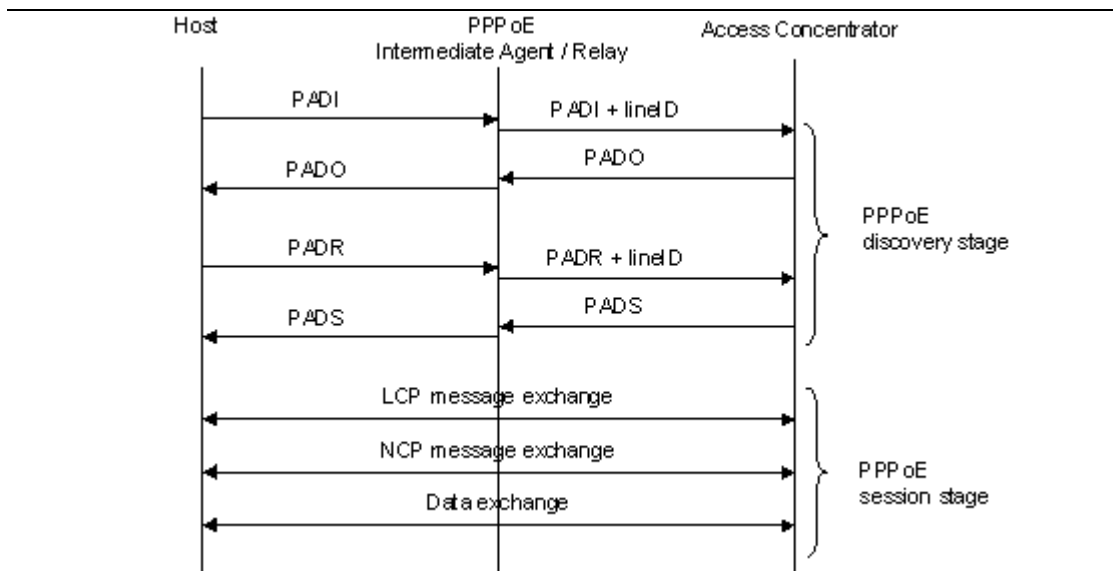 Host
PPPoE
Intermediate Agent / Relay
Access Concentrator
PADI
PADI + lineID
PADO
PADO
PPPoE
discovery stage
PADR
PADR + lineID
PADS
PADS
LCP message exchange
NCP message exchange
Data exchange
PPPoE
session stage